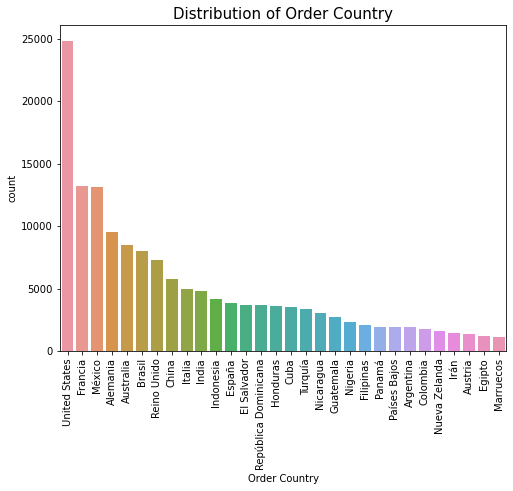 Distribution of Order Country
25000
20000
15000
10000
5000
0
count
United States
Francia
México
Alemania
Australia
Brasil
Reino Unido
China
Italia
India
Indonesia
España
El Salvador
República Dominicana
Honduras
Cuba
Turquía
Nicaragua
Guatemala
Nigeria
Filipinas
Panamá
Países Bajos
Argentina
Colombia
Nueva Zelanda
Irán
Austria
Egipto
Marruecos
Order Country